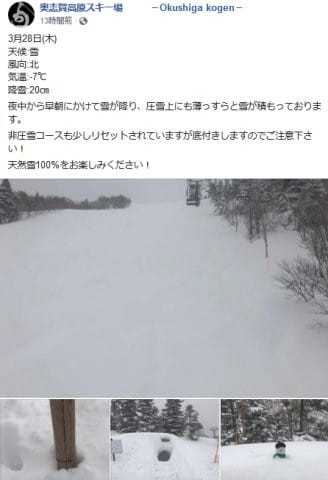 奥志賀高原スキー場　　－Okushiga kogen－
13時間前・
3月28日(木)
天候:雪
風向:北
気温:-7℃
降雪:20㎝
夜中から早朝にかけて雪が降り、圧雪上にも薄っすらと雪が積もっておりま
す。
非圧雪コースも少しリセットされていますが底付きしますのでご注意下さ
い！
天然雪100％をお楽しみください！